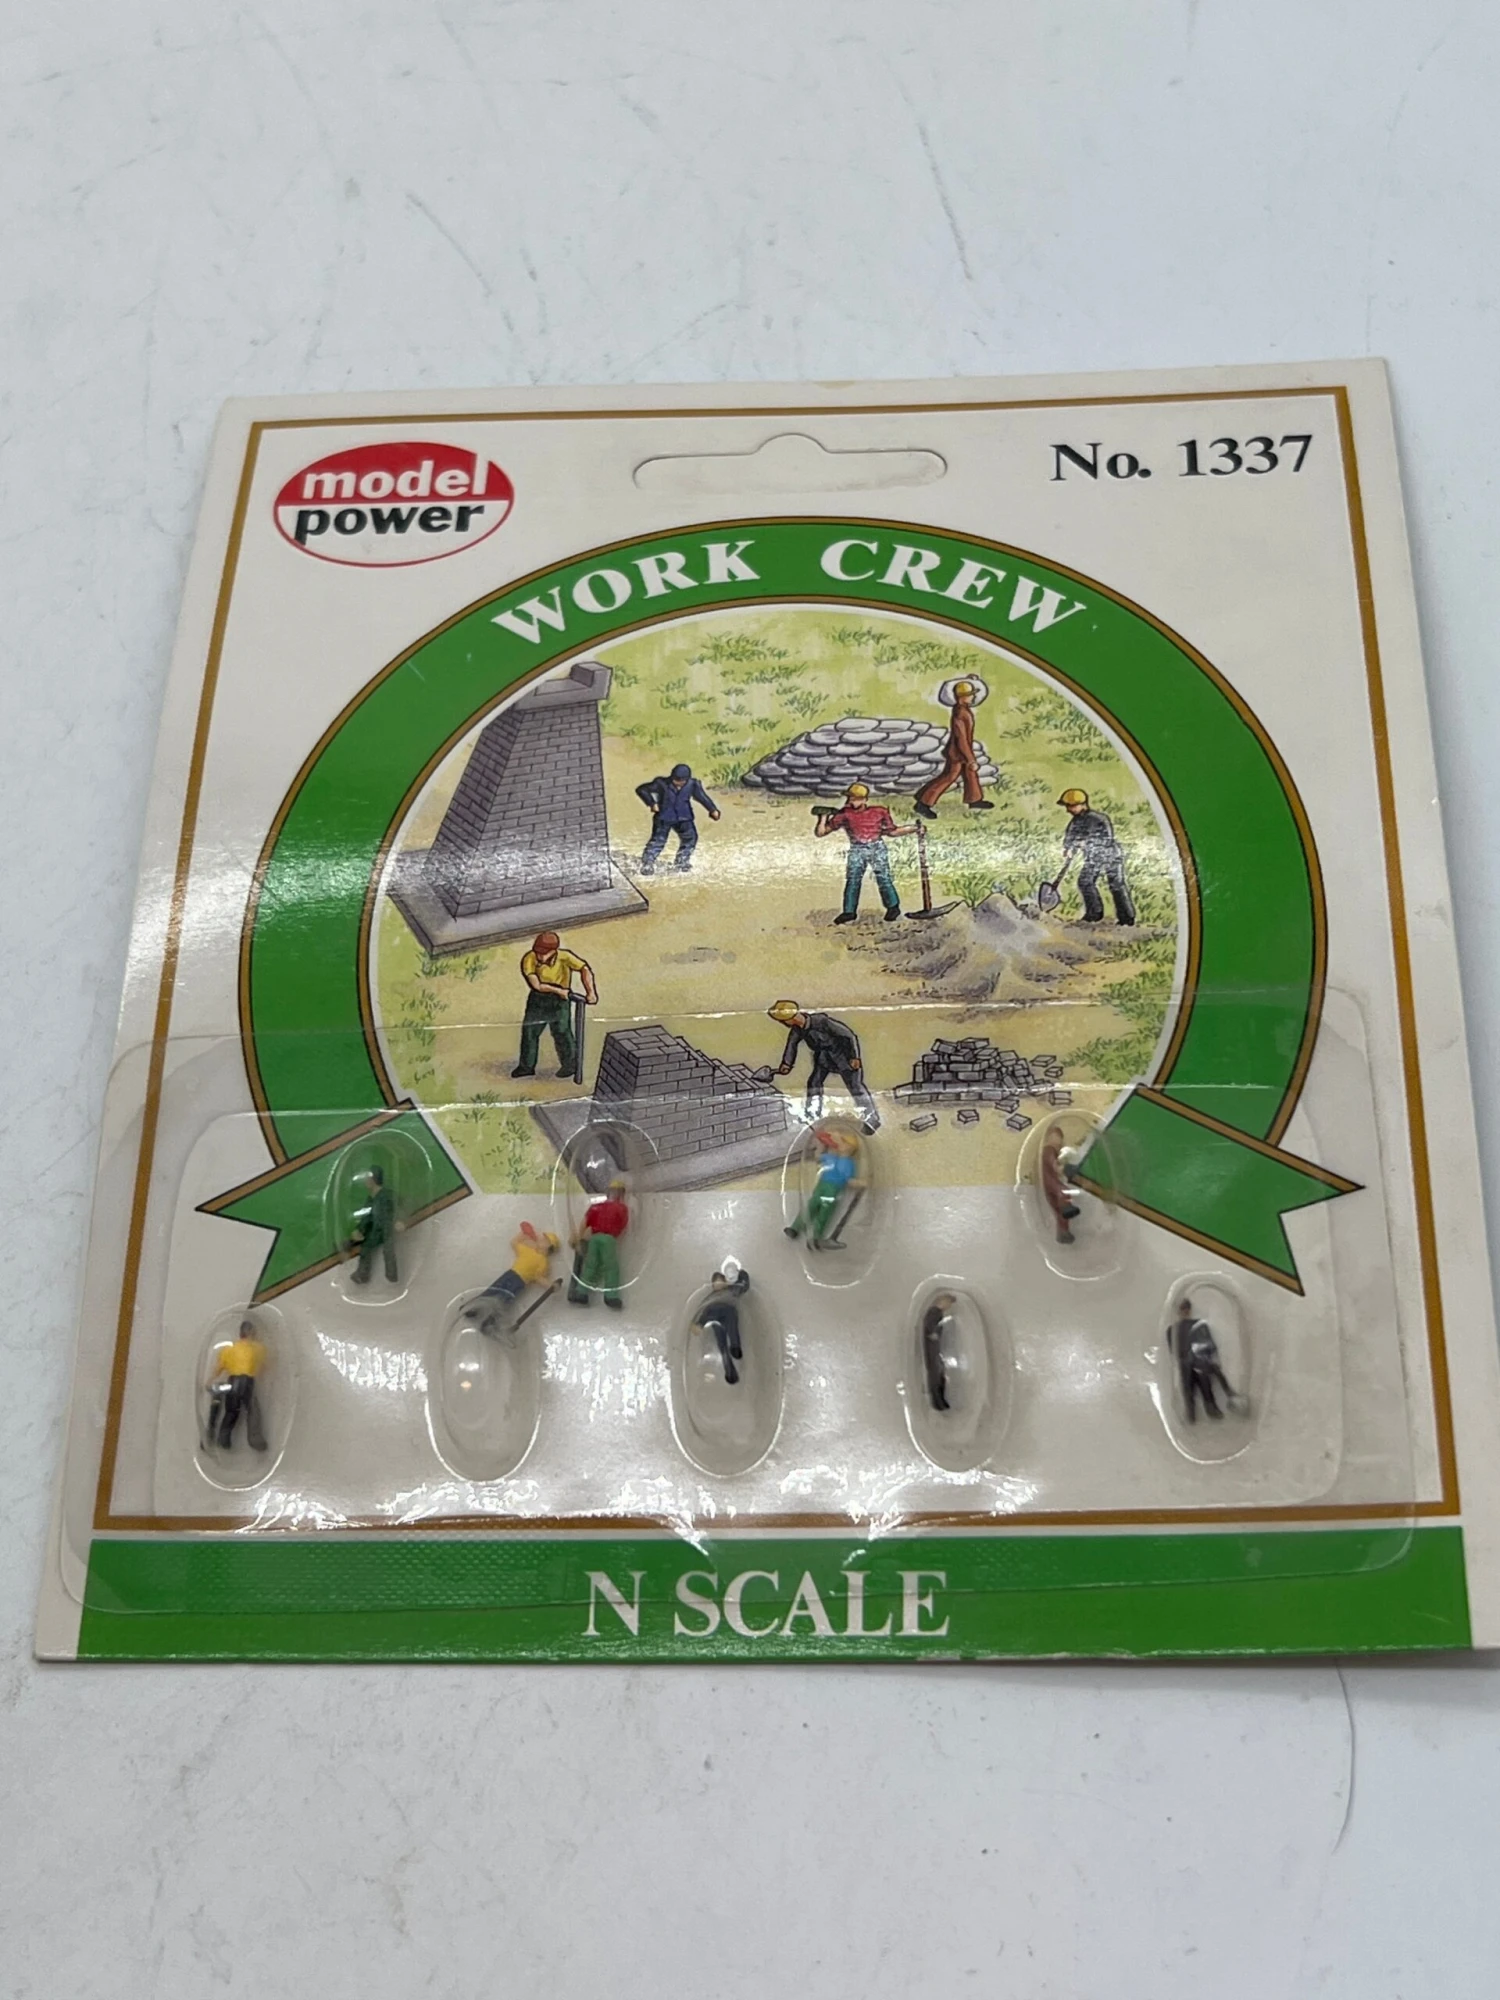 model
power
No. 1337
WORK CREW
N SCALE